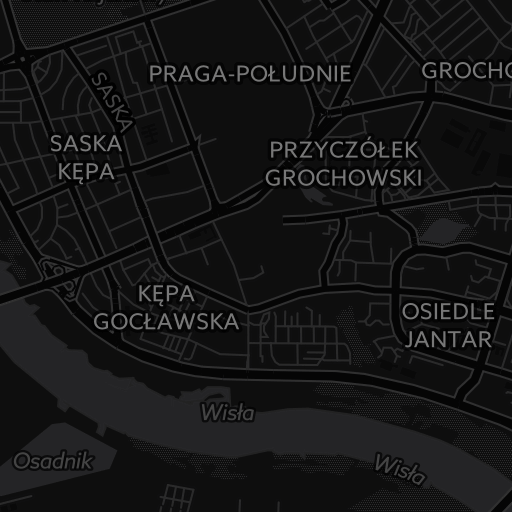 PRAGA-POŁUDNIE
GROCHO
SASKA
SASKA
KĘPA
PRZYCZÓŁEK
GROCHOWSKI
KĘPA
GOCŁAWSKA
OSIEDLE
JANTAR
Wisła
Osadnik
Wisła